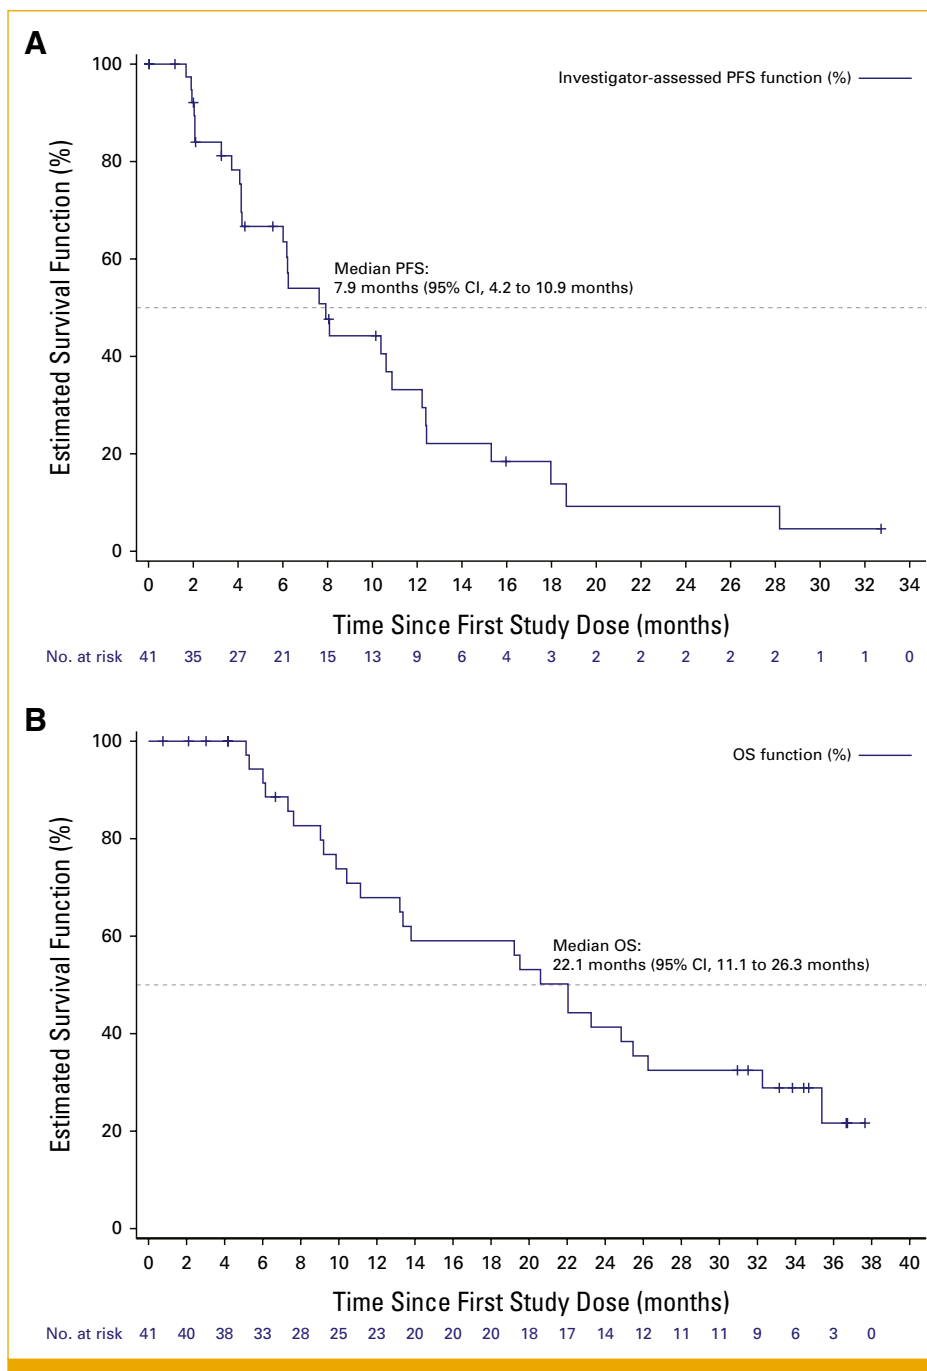 A
Investigator-assessed PFS function (%)
Estimated Survival Function (%)
100
80
60
40
20
0
Median PFS:
7.9 months (95% CI, 4.2 to 10.9 months)
0 2 4 6 8 10 12 14 16 18 20 22 24 26 28 30 32 34
Time Since First Study Dose (months)
No. at risk 41 35 27 21 15 13 9 6 4 3 2 2 2 2 2 1 1 0
B
OS function (%)
Estimated Survival Function (%)
100
80
60
40
20
0
Median OS:
22.1 months (95% CI, 11.1 to 26.3 months)
0 2 4 6 8 10 12 14 16 18 20 22 24 26 28 30 32 34 36 38 40
Time Since First Study Dose (months)
No. at risk 41 40 38 33 28 25 23 20 20 20 18 17 14 12 11 11 9 6 3 0